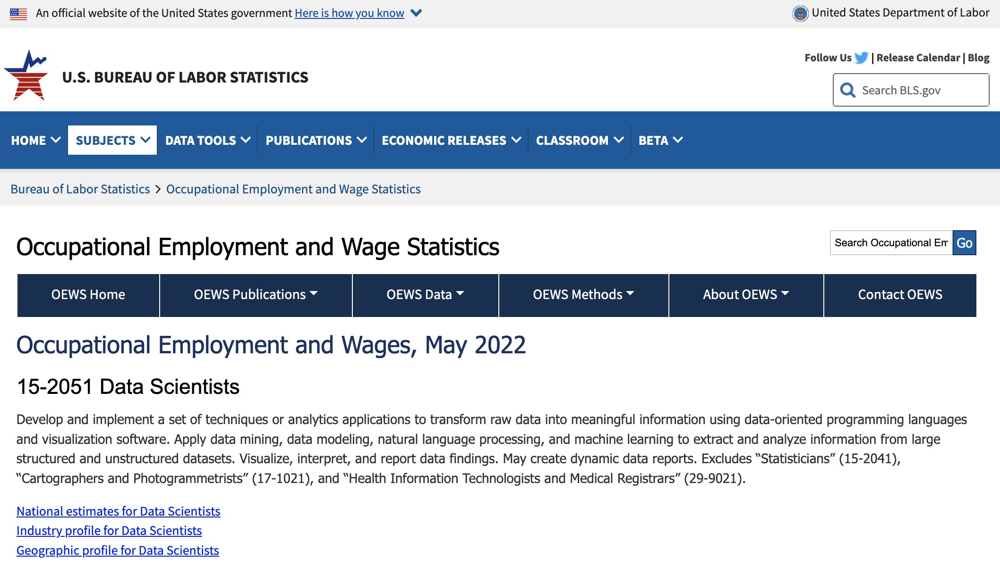 An official website of the United States government Here is how you know
United States Department of Labor
U.S. BUREAU OF LABOR STATISTICS
Follow Us | Release Calendar | Blog
Search BLS.gov
HOME SUBJECTS DATA TOOLS PUBLICATIONS ECONOMIC RELEASES CLASSROOM BETA
Bureau of Labor Statistics > Occupational Employment and Wage Statistics
Occupational Employment and Wage Statistics
Search Occupational Em Go
OEWS Home OEWS Publications OEWS Data OEWS Methods About OEWS Contact OEWS
Occupational Employment and Wages, May 2022
15-2051 Data Scientists
Develop and implement a set of techniques or analytics applications to transform raw data into meaningful information using data-oriented programming languages
and visualization software. Apply data mining, data modeling, natural language processing, and machine learning to extract and analyze information from large
structured and unstructured datasets. Visualize, interpret, and report data findings. May create dynamic data reports. Excludes “Statisticians” (15-2041),
“Cartographers and Photogrammetrists” (17-1021), and “Health Information Technologists and Medical Registrars” (29-9021).
National estimates for Data Scientists
Industry profile for Data Scientists
Geographic profile for Data Scientists